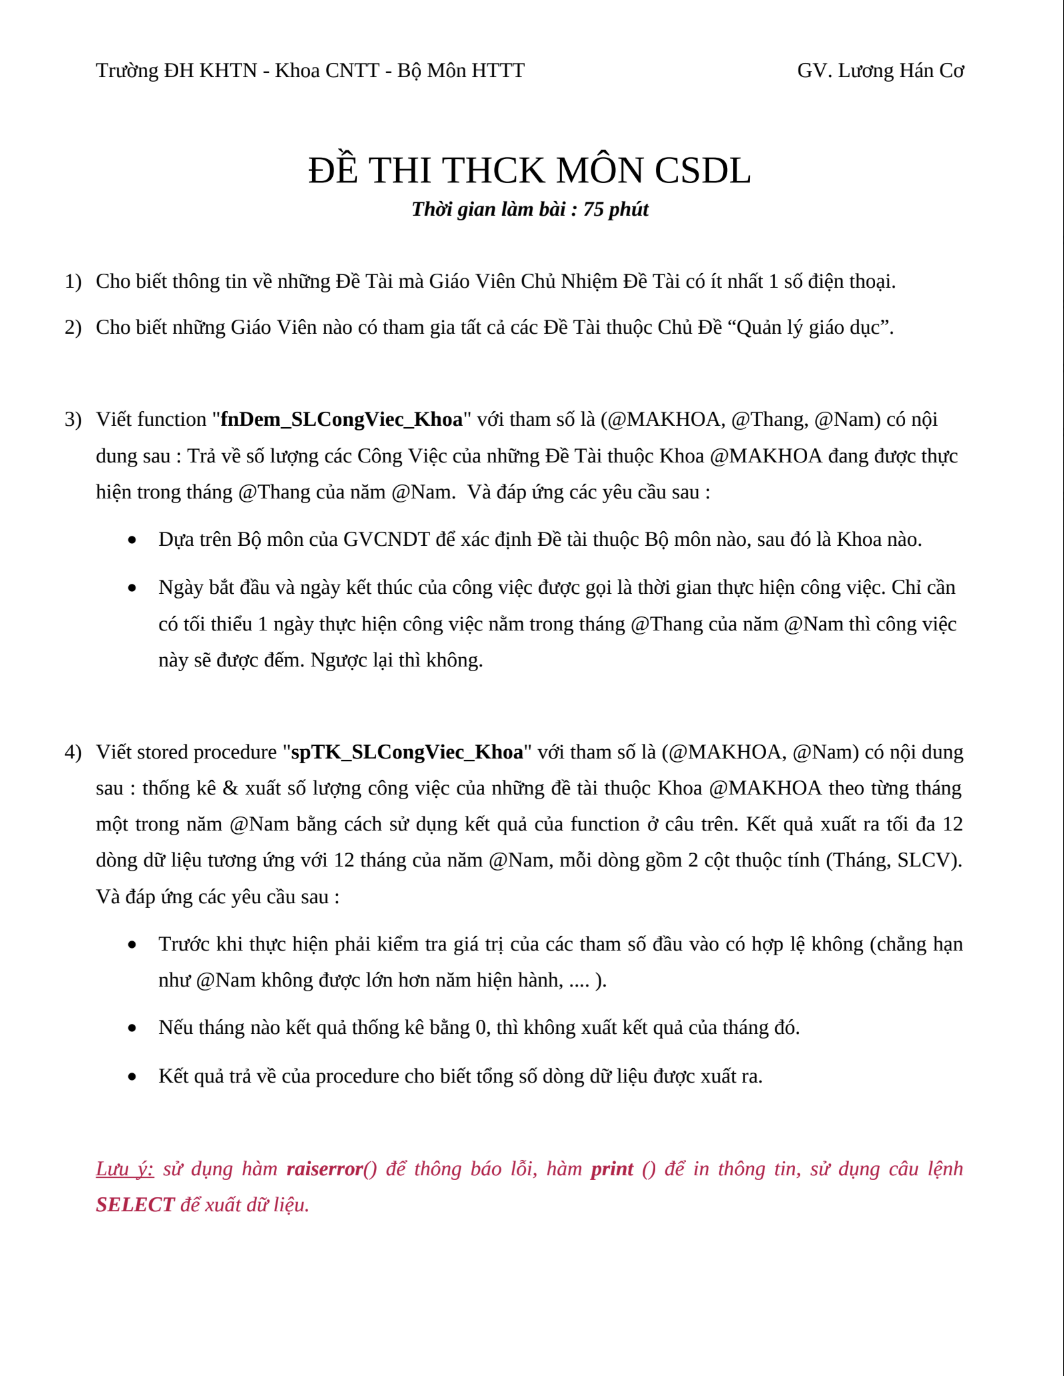 Trường ĐH KHTN - Khoa CNTT - Bộ Môn HTTT GV. Lương Hán Cơ
ĐỀ THI THCK MÔN CSDL
Thời gian làm bài : 75 phút
1) Cho biết thông tin về những Đề Tài mà Giáo Viên Chủ Nhiệm Đề Tài có ít nhất 1 số điện thoại.
2) Cho biết những Giáo Viên nào có tham gia tất cả các Đề Tài thuộc Chủ Đề “Quản lý giáo dục”.
3) Viết function "fnDem_SLCongViec_Khoa" với tham số là (@MAKHOA, @Thang, @Nam) có nội
dung sau : Trả về số lượng các Công Việc của những Đề Tài thuộc Khoa @MAKHOA đang được thực
hiện trong tháng @Thang của năm @Nam.  Và đáp ứng các yêu cầu sau :
• Dựa trên Bộ môn của GVCNDT để xác định Đề tài thuộc Bộ môn nào, sau đó là Khoa nào.
• Ngày bắt đầu và ngày kết thúc của công việc được gọi là thời gian thực hiện công việc. Chỉ cần
có tối thiểu 1 ngày thực hiện công việc nằm trong tháng @Thang của năm @Nam thì công việc
này sẽ được đếm. Ngược lại thì không.
4) Viết stored procedure "spTK_SLCongViec_Khoa" với tham số là (@MAKHOA, @Nam) có nội dung
sau : thống kê & xuất số lượng công việc của những đề tài thuộc Khoa @MAKHOA theo từng tháng
một trong năm @Nam bằng cách sử dụng kết quả của function ở câu trên. Kết quả xuất ra tối đa 12
dòng dữ liệu tương ứng với 12 tháng của năm @Nam, mỗi dòng gồm 2 cột thuộc tính (Tháng, SLCV).
Và đáp ứng các yêu cầu sau :
• Trước khi thực hiện phải kiểm tra giá trị của các tham số đầu vào có hợp lệ không (chẳng hạn
như @Nam không được lớn hơn năm hiện hành, .... ).
• Nếu tháng nào kết quả thống kê bằng 0, thì không xuất kết quả của tháng đó.
• Kết quả trả về của procedure cho biết tổng số dòng dữ liệu được xuất ra.
Lưu ý: sử dụng hàm raiserror() để thông báo lỗi, hàm print () để in thông tin, sử dụng câu lệnh
SELECT để xuất dữ liệu.